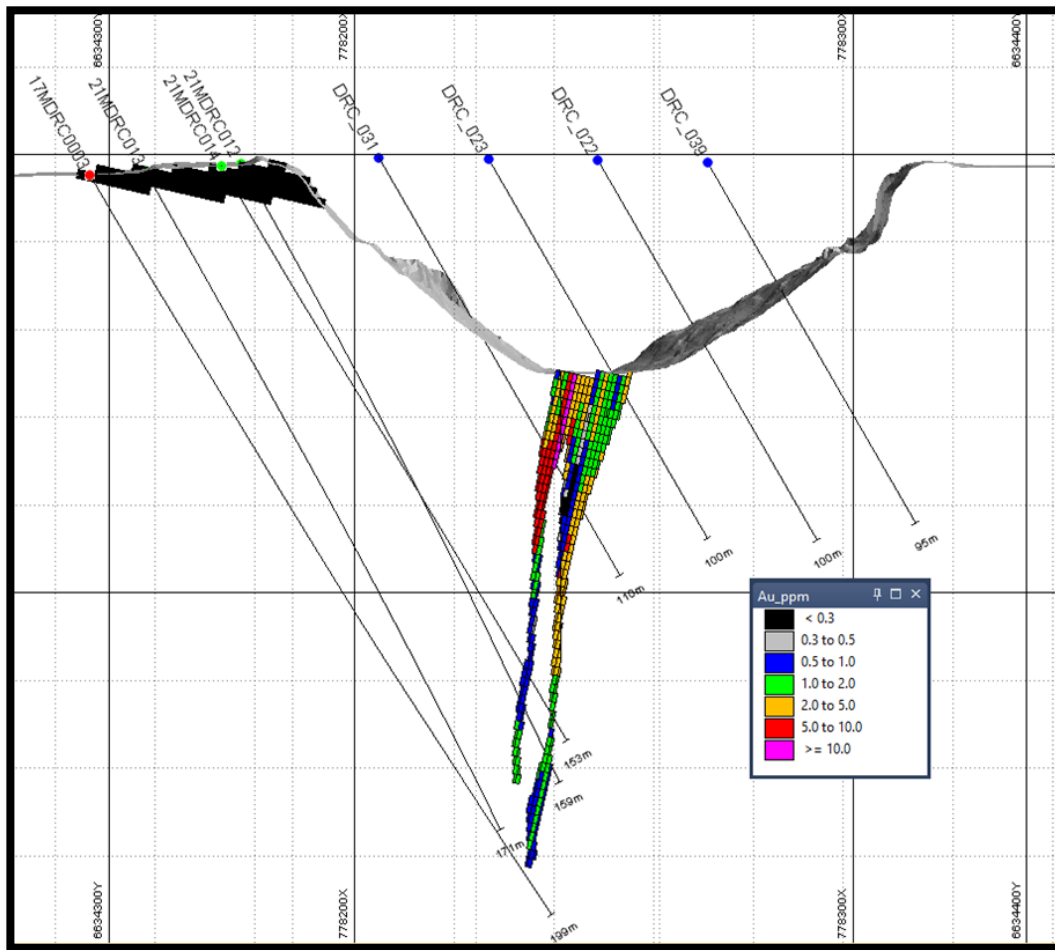 6634300Y
778200X
778300X
6634400Y
17MDRC0003
21MDRC013
21MDRC014
21MDRC012
DRC_031
DRC_023
DRC_022
DRC_039
95m
100m
100m
110m
153m
159m
171m
199m
Au_ppm
< 0.3
0.3 to 0.5
0.5 to 1.0
1.0 to 2.0
2.0 to 5.0
5.0 to 10.0
>= 10.0
6634300Y
778200X
778300X
6634400Y